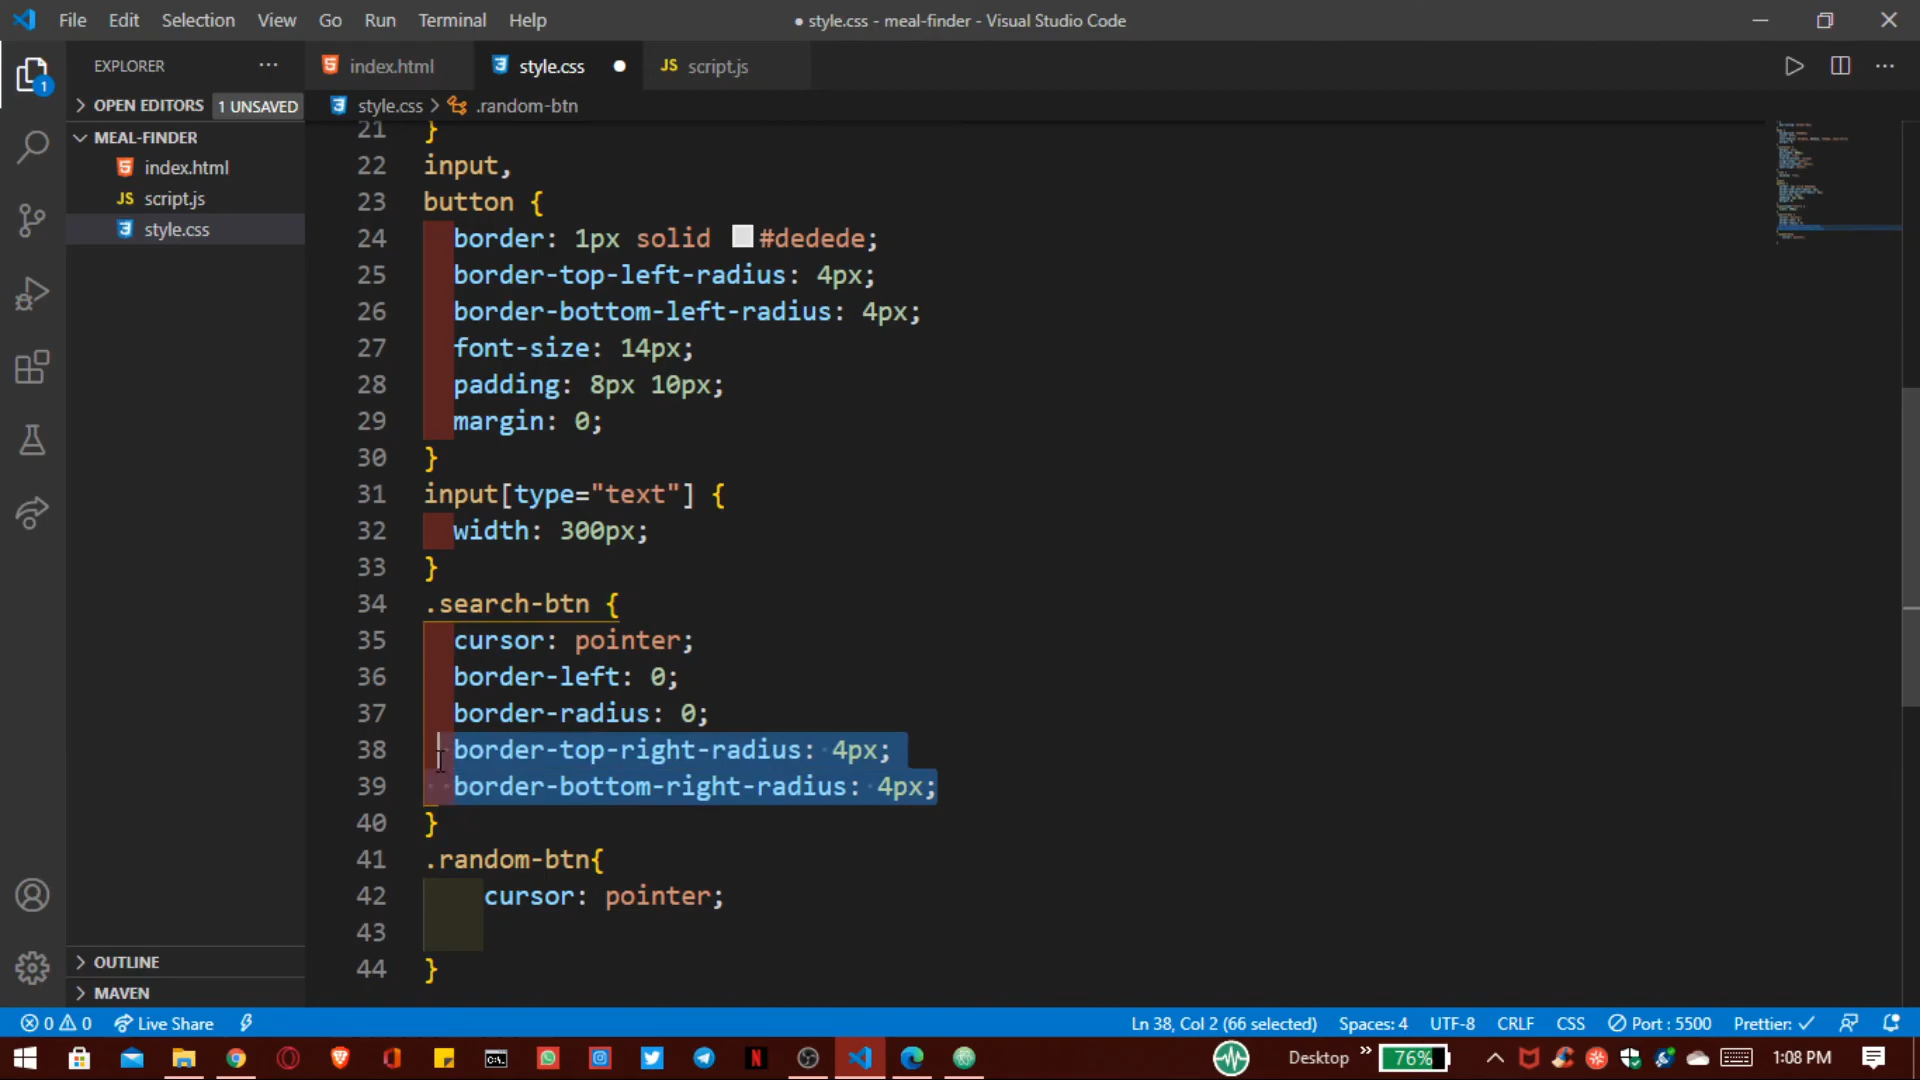 File Edit Selection View Go Run Terminal Help
● style.css - meal-finder - Visual Studio Code
EXPLORER ···
index.html
style.css ●
JS script.js
OPEN EDITORS 1 UNSAVED
style.css > .random-btn
MEAL-FINDER
index.html
JS script.js
style.css
1
21 }
22 input,
23 button {
24 border: 1px solid #dedede;
25 border-top-left-radius: 4px;
26 border-bottom-left-radius: 4px;
27 font-size: 14px;
28 padding: 8px 10px;
29 margin: 0;
30 }
31 input[type="text"] {
32 width: 300px;
33 }
34 .search-btn {
35 cursor: pointer;
36 border-left: 0;
37 border-radius: 0;
38 border-top-right-radius: 4px;
39 border-bottom-right-radius: 4px;
40 }
41 .random-btn{
42 cursor: pointer;
43
44 }
OUTLINE
MAVEN
0 0 Live Share
Ln 38, Col 2 (66 selected) Spaces: 4 UTF-8 CRLF CSS Port : 5500 Prettier: ✓
Desktop » 76% 1:08 PM